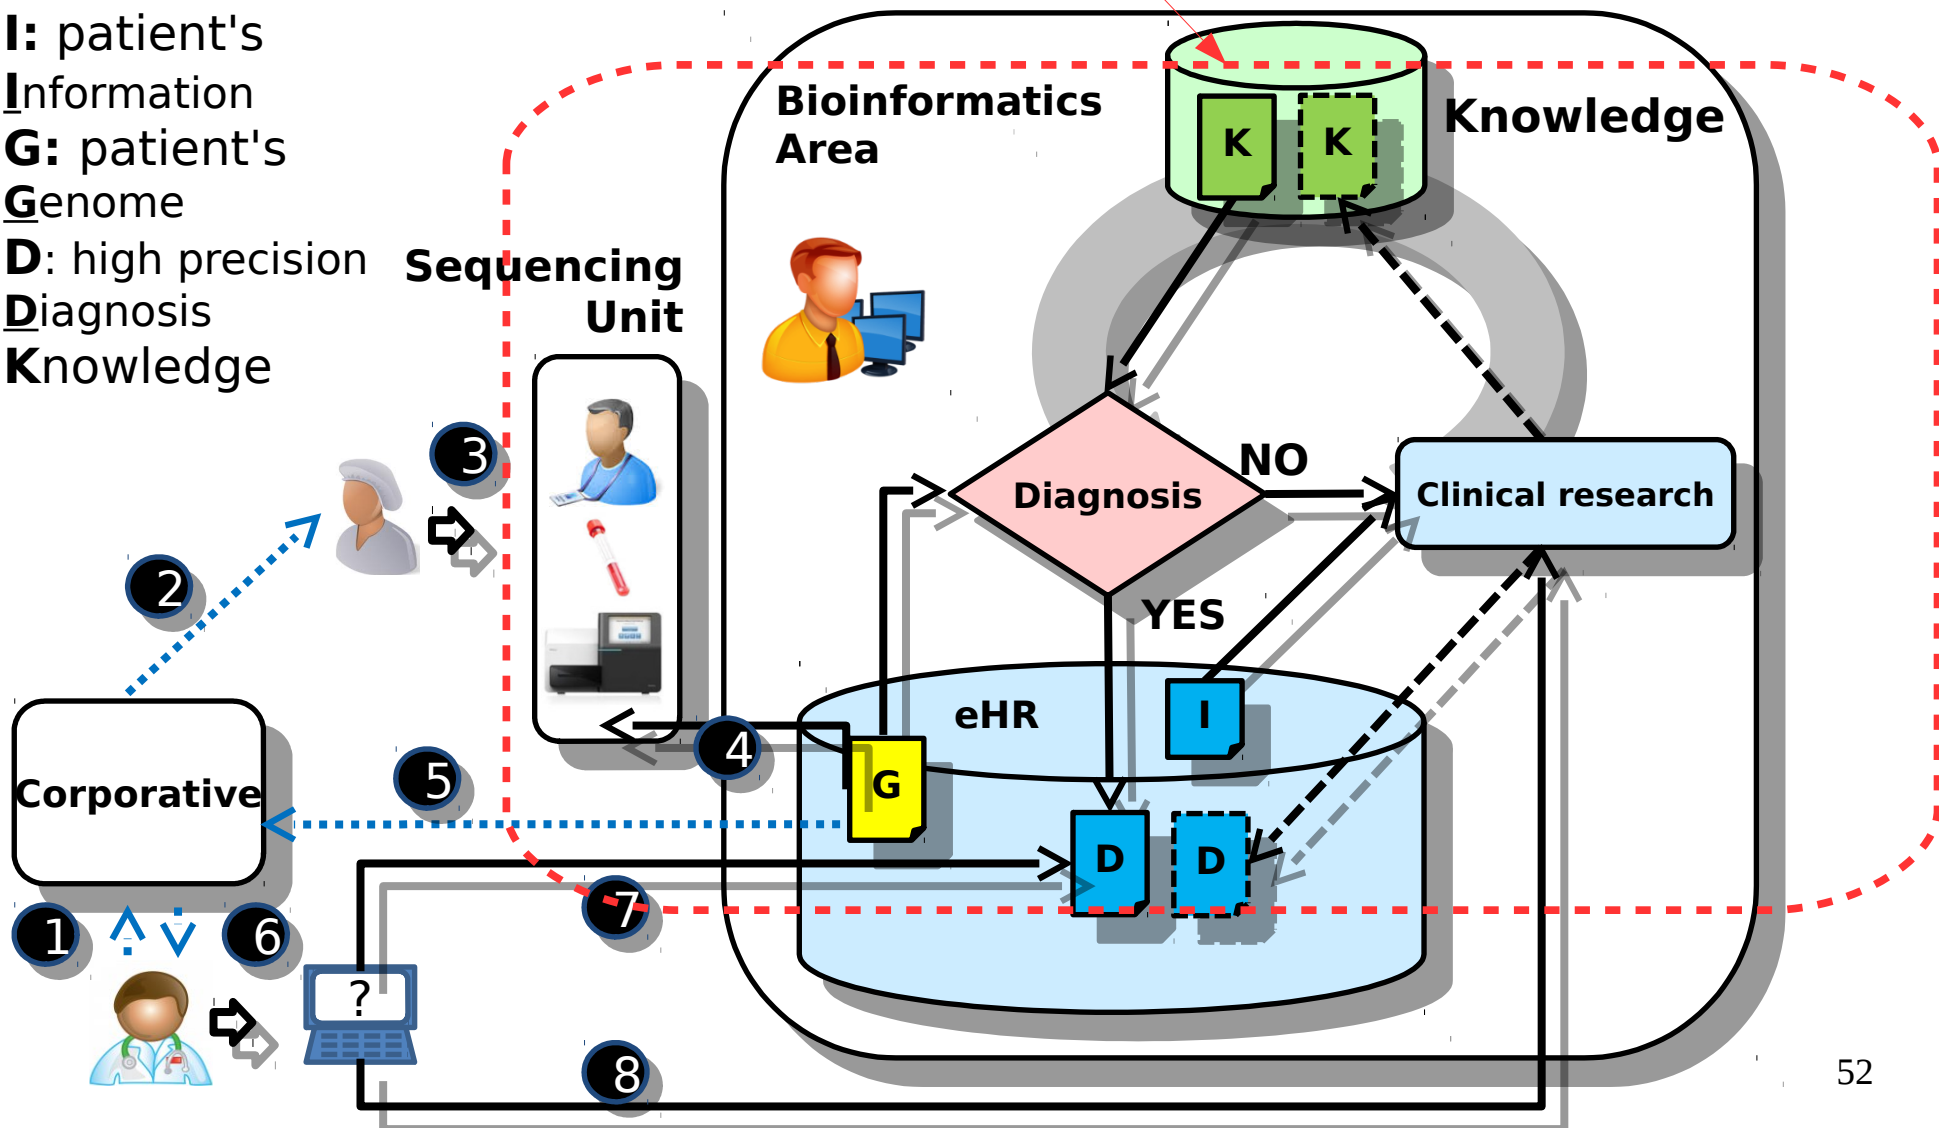 I: patient's
Information
G: patient's
Genome
D: high precision
Diagnosis
Knowledge
Bioinformatics
Area
Knowledge
K K
Sequencing
Unit
3
NO
Diagnosis
Clinical research
2
YES
eHR
I
4
5
G
Corporative
D D
7
1
6
?
8
52